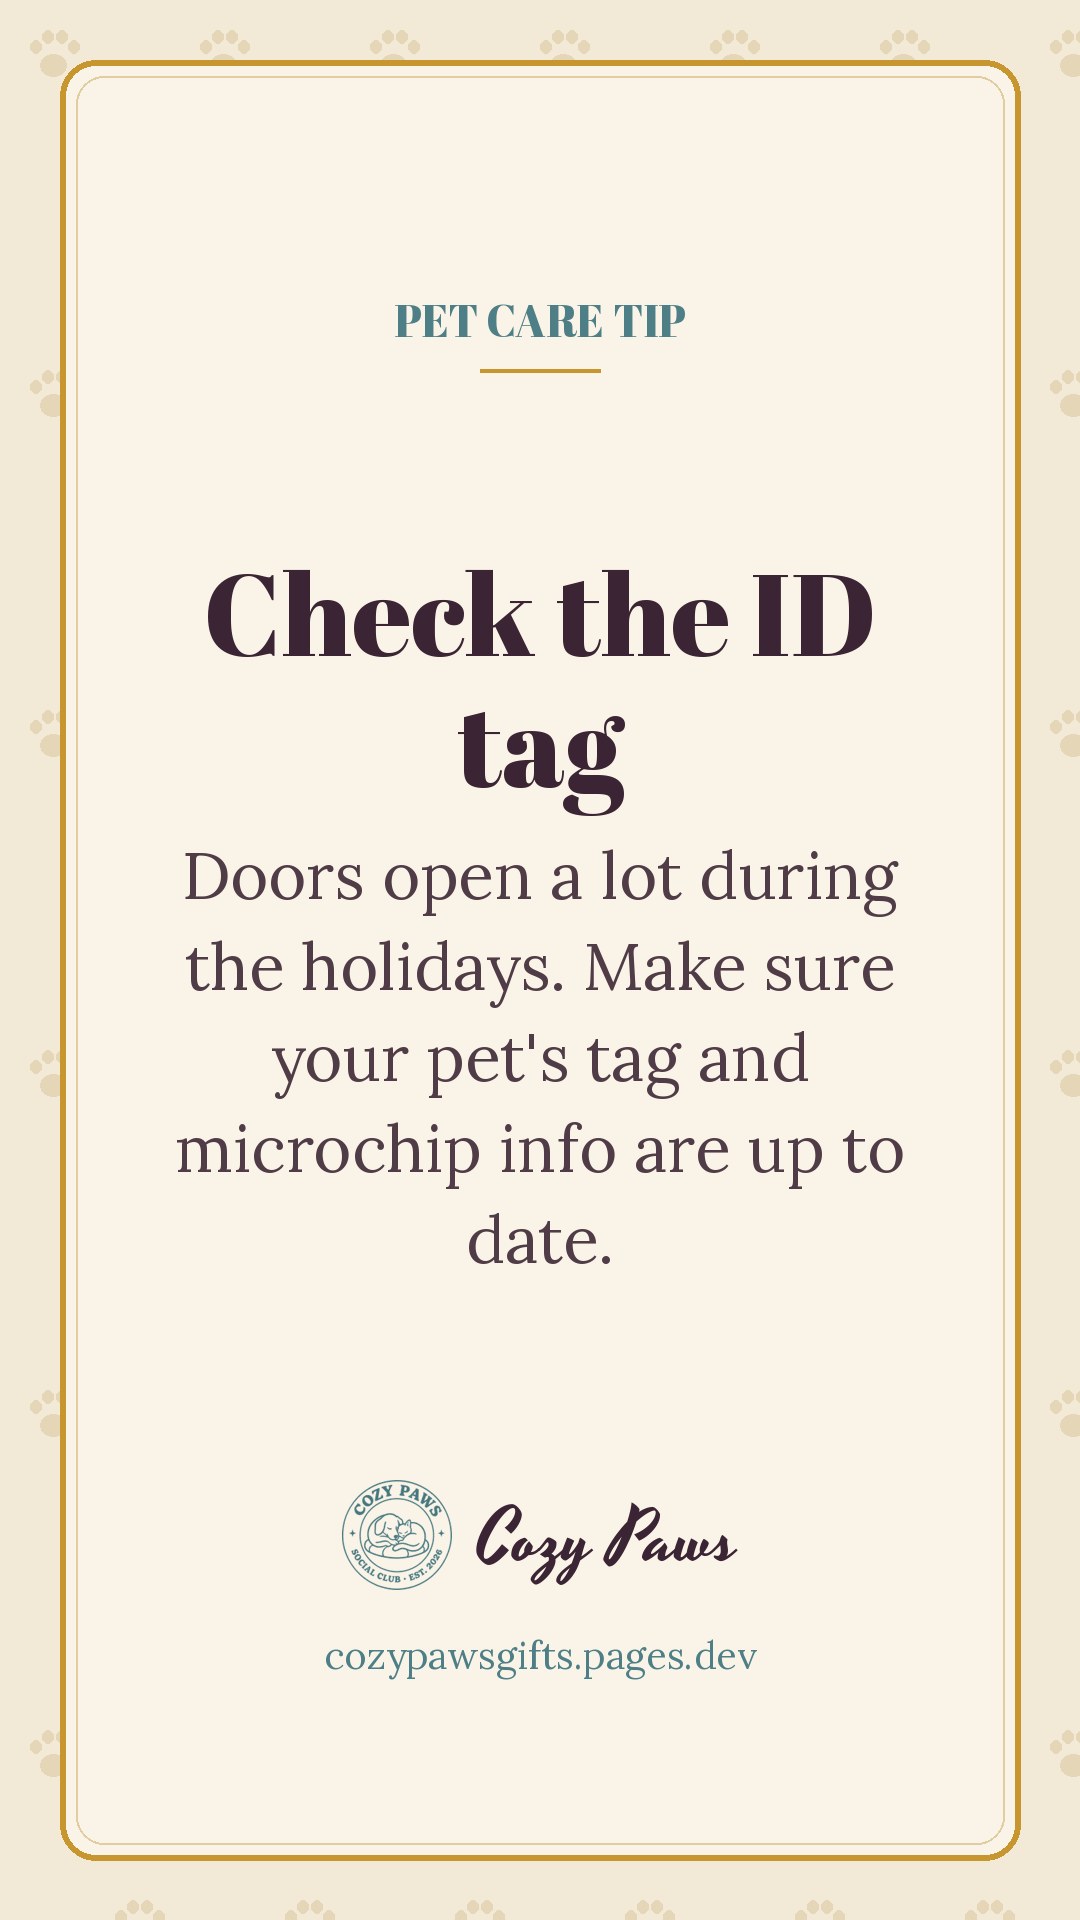 PET CARE TIP
Check the ID
tag
Doors open a lot during
the holidays. Make sure
your pet's tag and
microchip info are up to
date.
COZY PAWS
SOCIAL CLUB · EST. 2026
Cozy Paws
cozypawsgifts.pages.dev